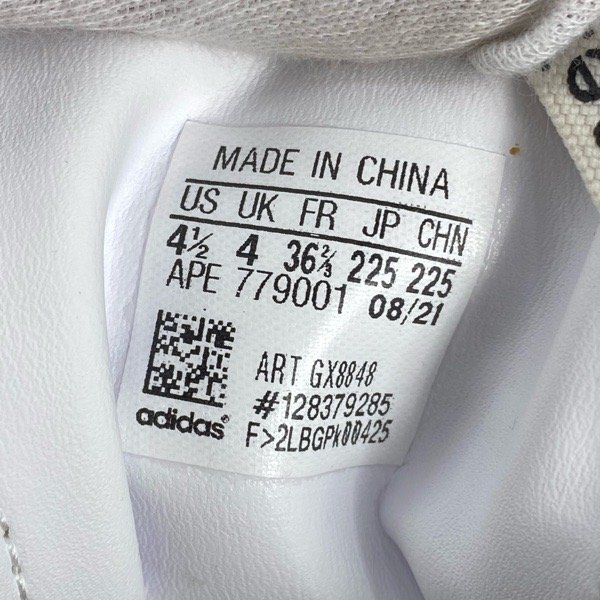 MADE IN CHINA
US UK FR JP CHN
4½ 4 36⅔ 225 225
APE 779001 08/21
ART GX8848
#128379285
adidas®
F>2LBGPk00425